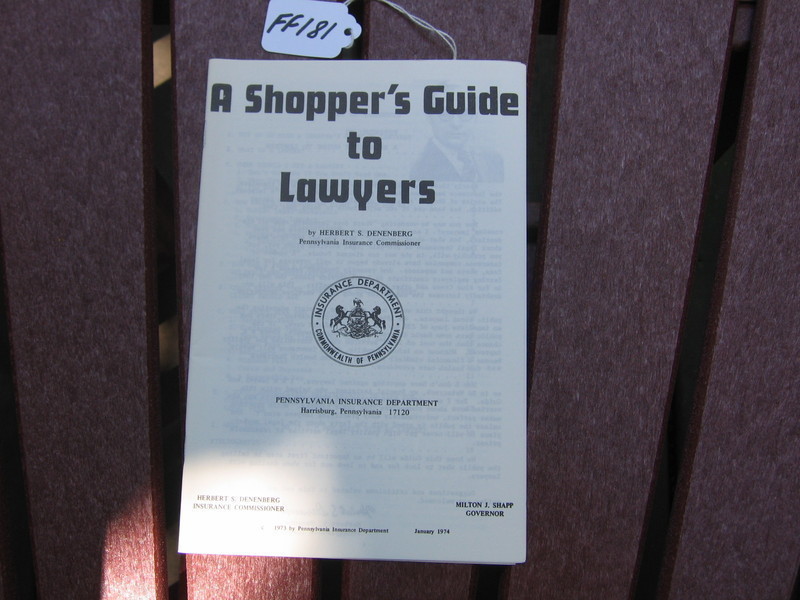 FF181
A Shopper's Guide
to
Lawyers
by HERBERT S. DENENBERG
Pennsylvania Insurance Commissioner
INSURANCE DEPARTMENT
COMMONWEALTH OF PENNSYLVANIA
PENNSYLVANIA INSURANCE DEPARTMENT
Harrisburg, Pennsylvania 17120
HERBERT S. DENENBERG
INSURANCE COMMISSIONER
MILTON J. SHAPP
GOVERNOR
1973 by Pennsylvania Insurance Department January 1974